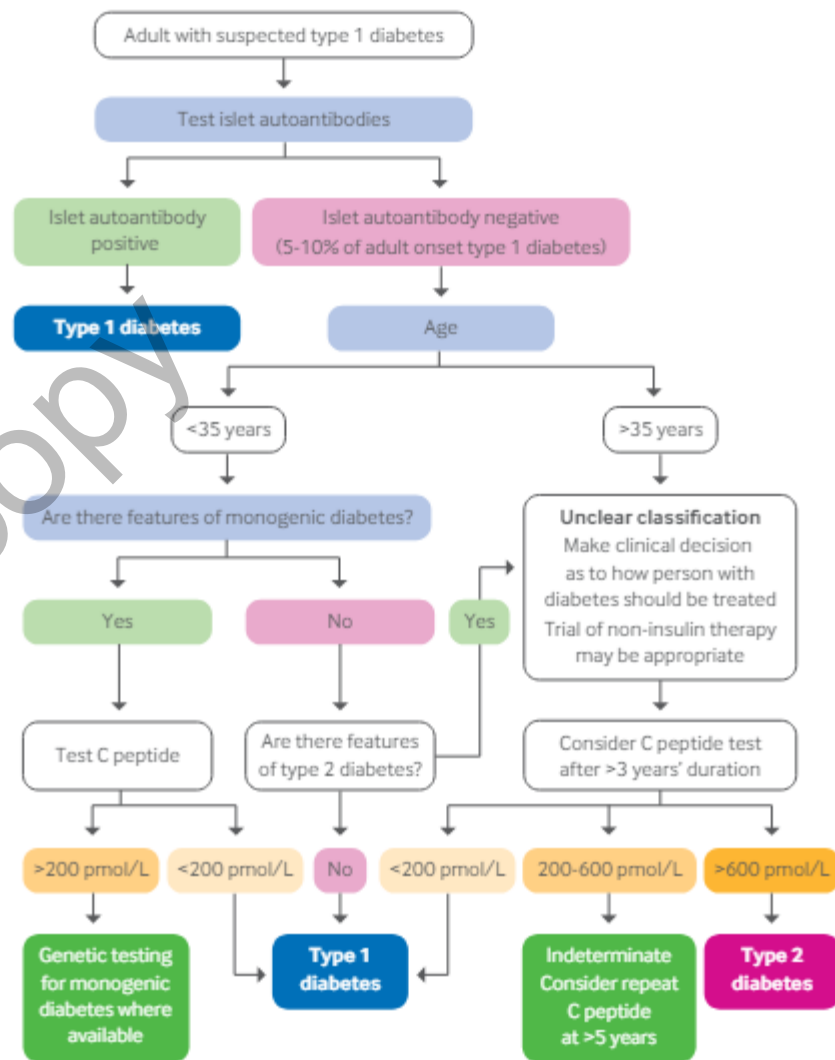 Adult with suspected type 1 diabetes
Test islet autoantibodies
Islet autoantibody
positive
Islet autoantibody negative
(5-10% of adult onset type 1 diabetes)
Type 1 diabetes
Age
<35 years
>35 years
Are there features of monogenic diabetes?
Unclear classification
Make clinical decision
as to how person with
diabetes should be treated
Trial of non-insulin therapy
may be appropriate
Yes
No
Yes
Test C peptide
Are there features
of type 2 diabetes?
Consider C peptide test
after >3 years' duration
>200 pmol/L
<200 pmol/L
No
<200 pmol/L
200-600 pmol/L
>600 pmol/L
Genetic testing
for monogenic
diabetes where
available
Type 1
diabetes
Indeterminate
Consider repeat
C peptide
at >5 years
Type 2
diabetes
opy